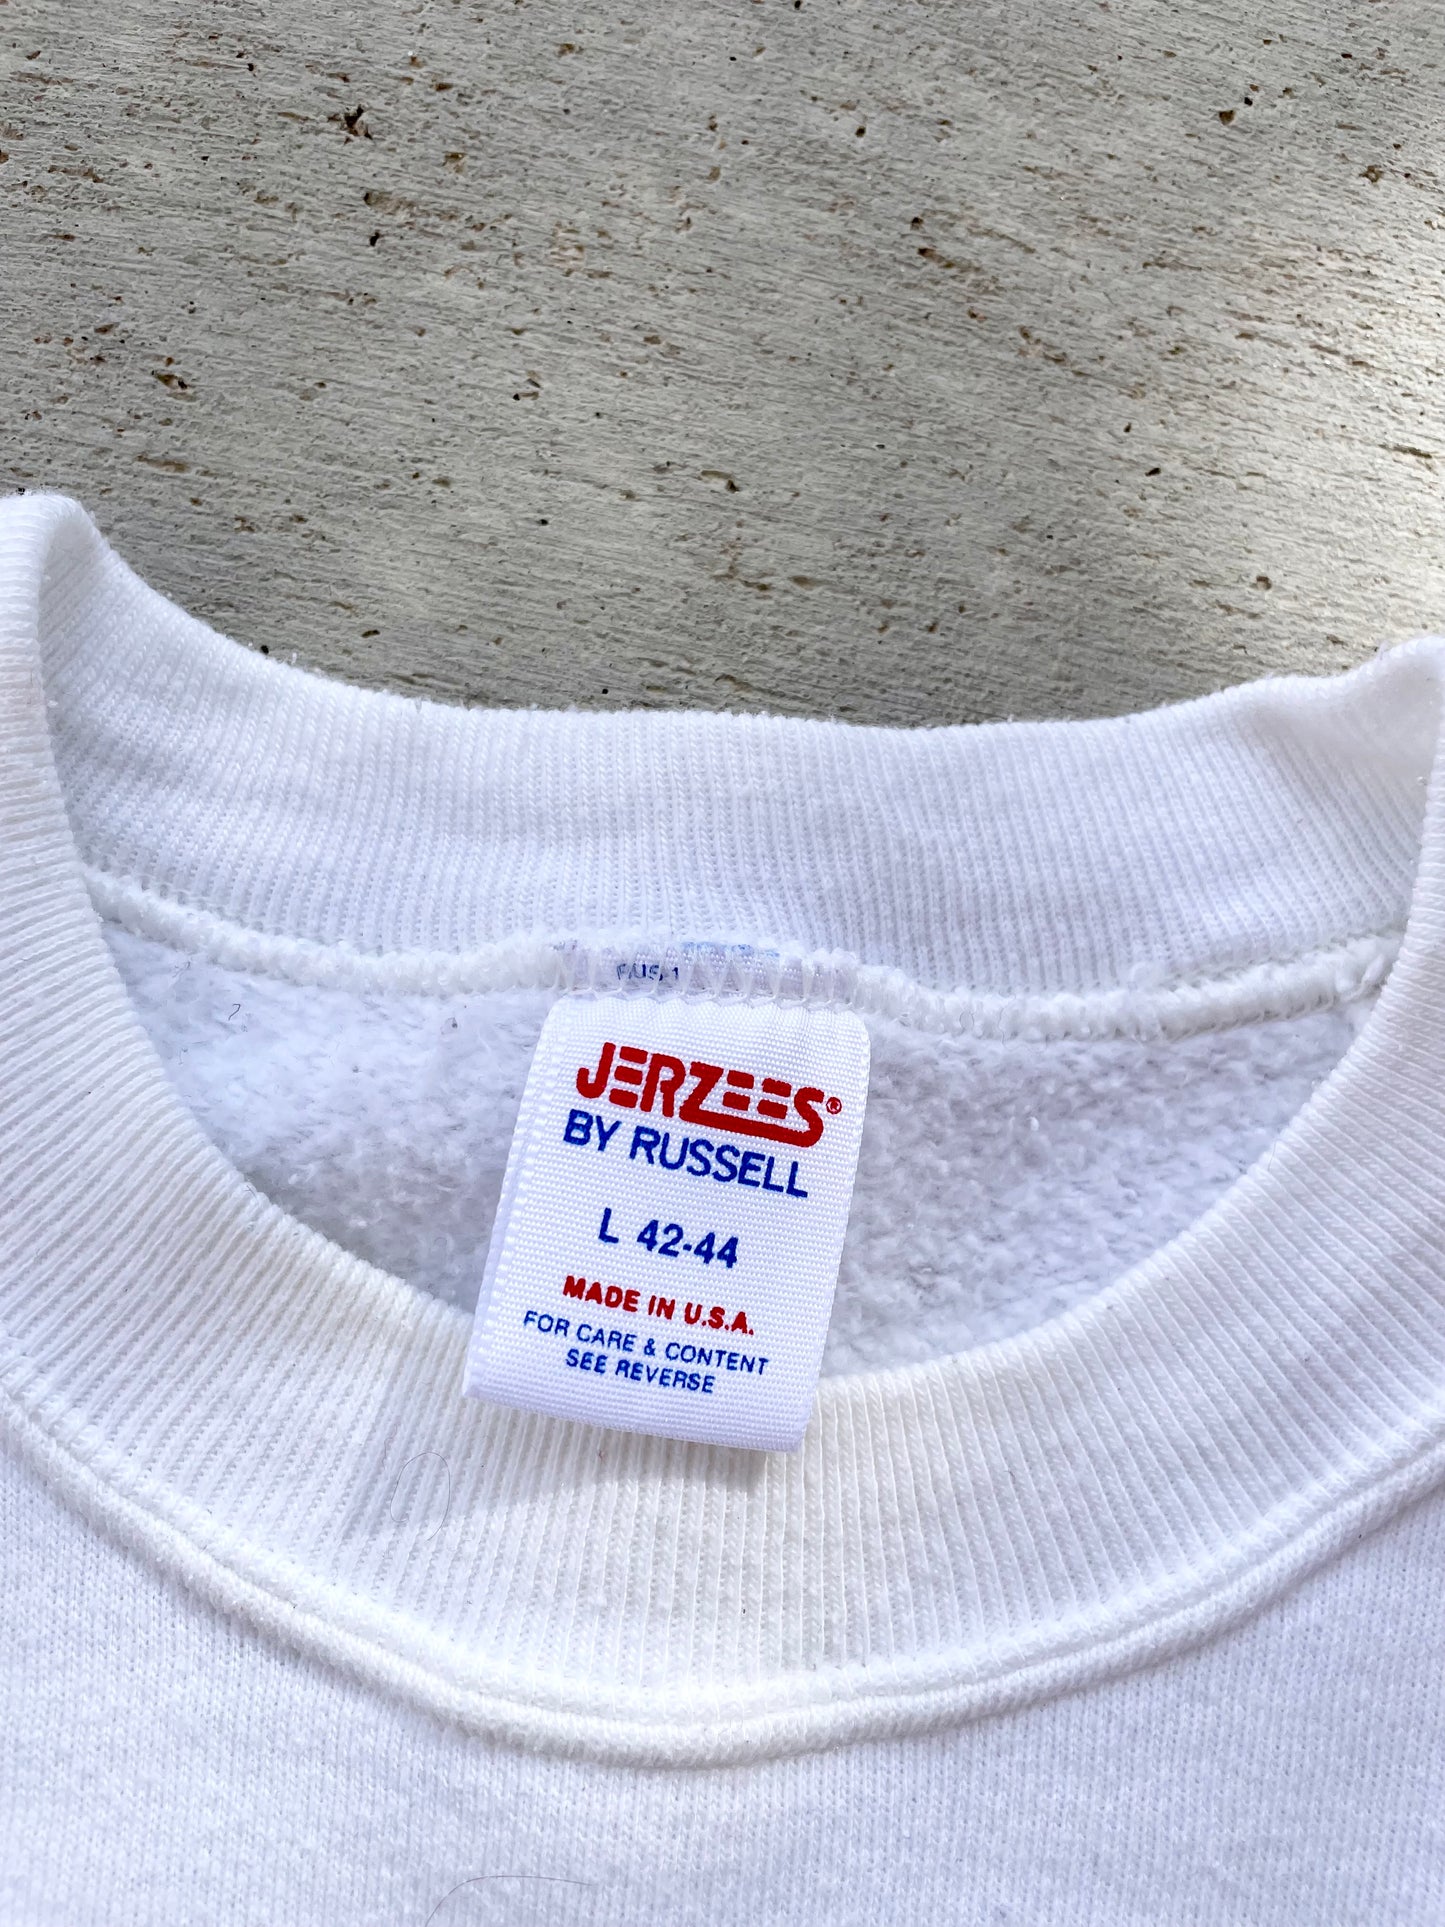 JERZEES®
BY RUSSELL
L 42-44
MADE IN U.S.A.
FOR CARE & CONTENT
SEE REVERSE